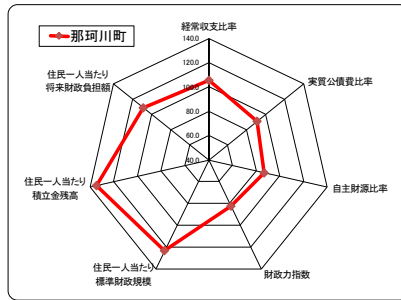 那珂川町
経常収支比率
140.0
120.0
100.0
80.0
60.0
40.0
実質公債費比率
自主財源比率
財政力指数
住民一人当たり
標準財政規模
住民一人当たり
積立金残高
住民一人当たり
将来財政負担額